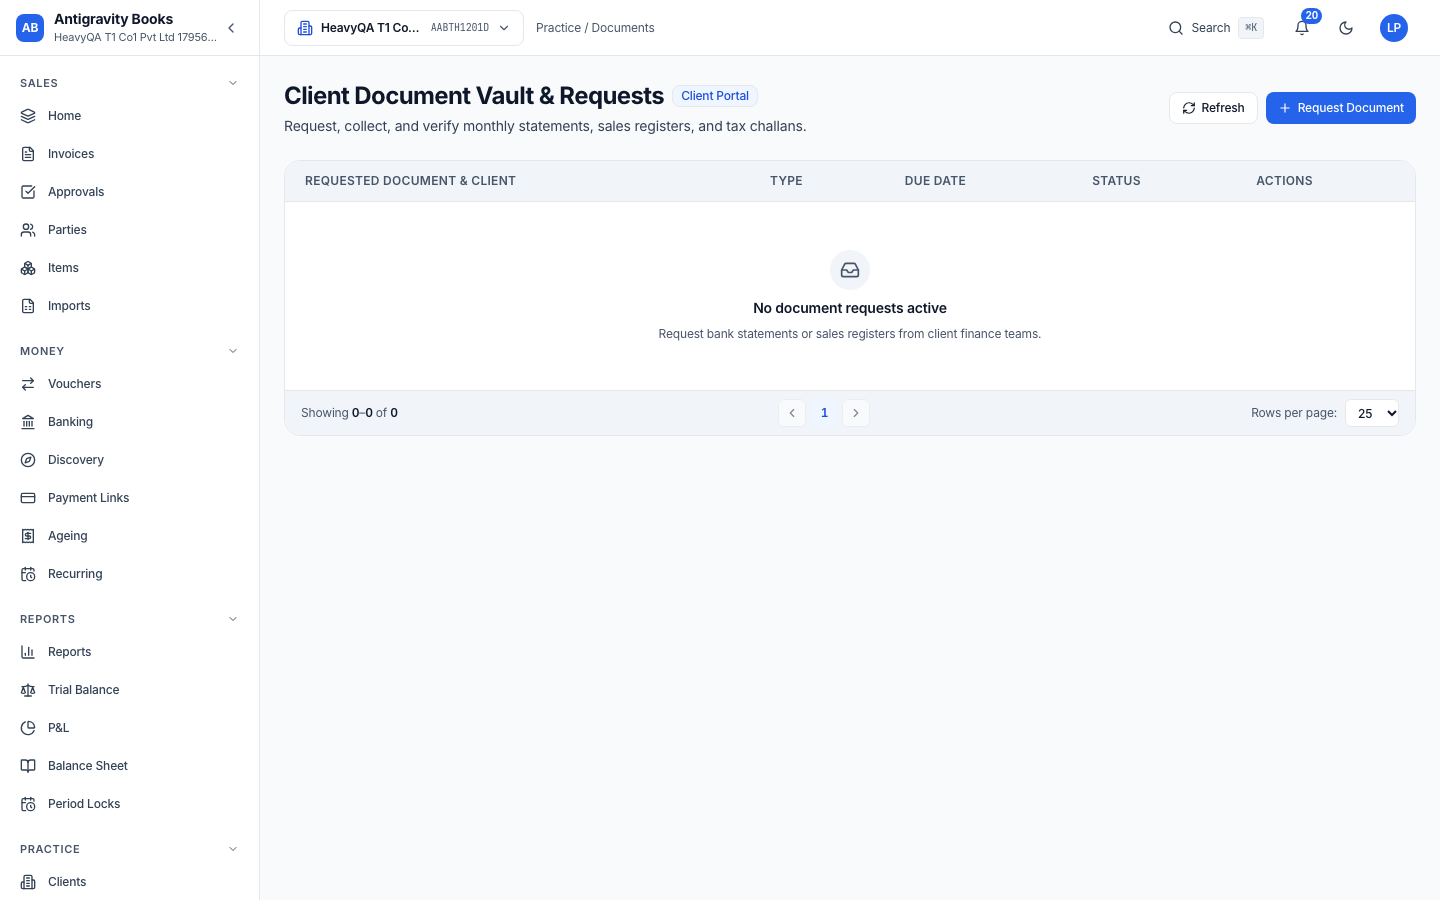 AB
Antigravity Books
HeavyQA T1 Co1 Pvt Ltd 17956...
SALES
Home
Invoices
Approvals
Parties
Items
Imports
MONEY
Vouchers
Banking
Discovery
Payment Links
Ageing
Recurring
REPORTS
Reports
Trial Balance
P&L
Balance Sheet
Period Locks
PRACTICE
Clients
HeavyQA T1 Co... AABTH1201D
Practice / Documents
Search ⌘K
20
LP
Client Document Vault & Requests
Client Portal
Request, collect, and verify monthly statements, sales registers, and tax challans.
Refresh
Request Document
REQUESTED DOCUMENT & CLIENT TYPE DUE DATE STATUS ACTIONS
No document requests active
Request bank statements or sales registers from client finance teams.
Showing 0–0 of 0
1
Rows per page: 25